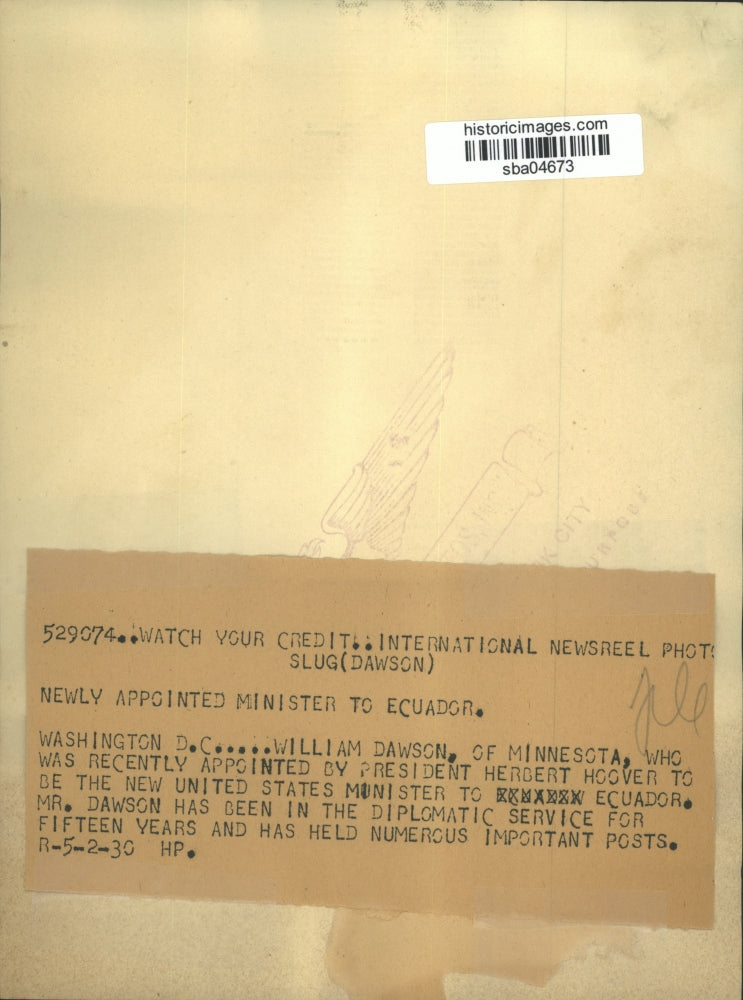 historicimages.com
sba04673
K CITY
529074..WATCH YOUR CREDIT..INTERNATIONAL NEWSREEL PHOT
SLUG(DAWSON)
NEWLY APPOINTED MINISTER TO ECUADOR.
WASHINGTON D.C.....WILLIAM DAWSON, OF MINNESOTA, WHO
WAS RECENTLY APPOINTED BY PRESIDENT HERBERT HOOVER TO
BE THE NEW UNITED STATES MUNISTER TO ECUADOR.
MR. DAWSON HAS BEEN IN THE DIPLOMATIC SERVICE FOR
FIFTEEN YEARS AND HAS HELD NUMEROUS IMPORTANT POSTS.
R-5-2-30 HP.